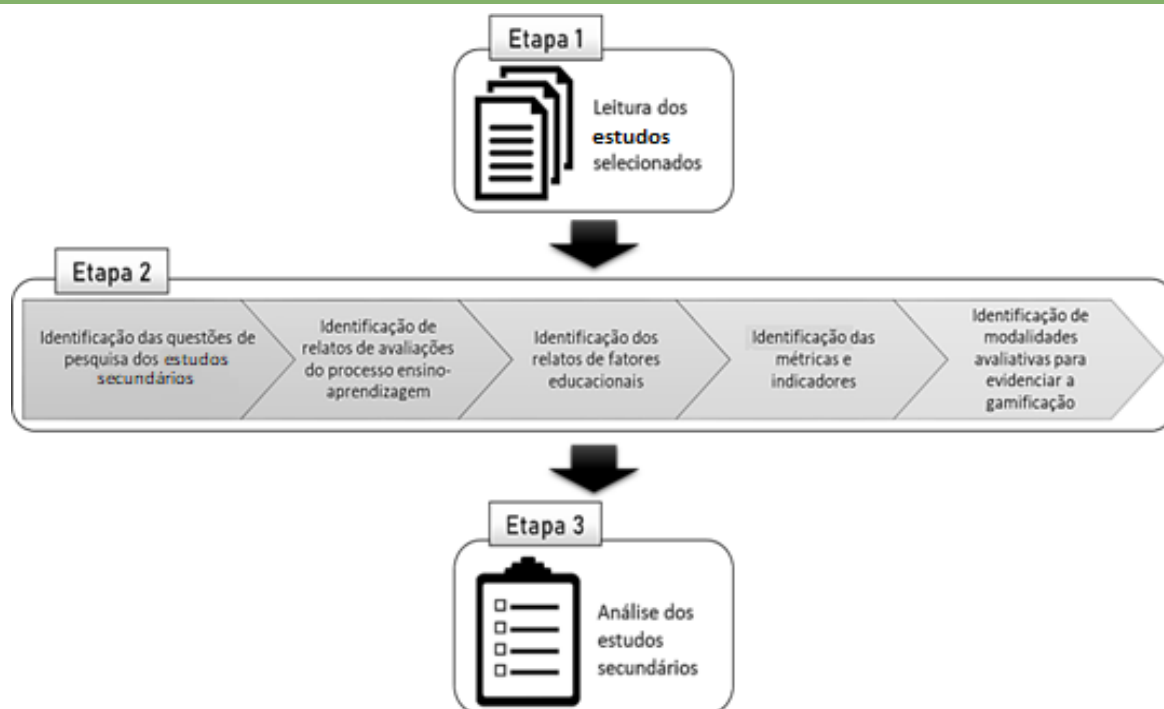 Etapa 1
Leitura dos
estudos
selecionados
Etapa 2
Identificação das questões de
pesquisa dos estudos
secundários
Identificação de
relatos de avaliações
do processo ensino-
aprendizagem
Identificação dos
relatos de fatores
educacionais
Identificação das
métricas e
indicadores
Identificação de
modalidades
avaliativas para
evidenciar a
gamificação
Etapa 3
Análise dos
estudos
secundários